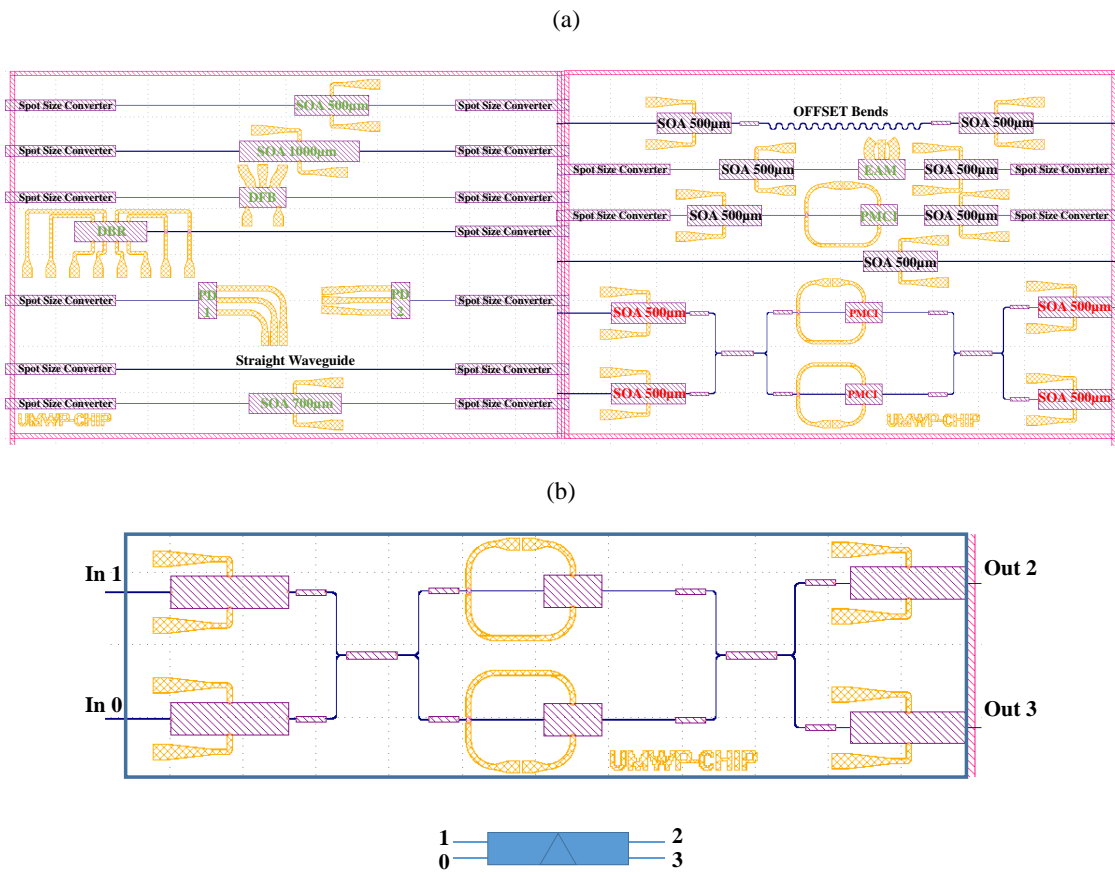 (a)
Spot Size Converter SOA 500µm Spot Size Converter
Spot Size Converter SOA 1000µm Spot Size Converter
Spot Size Converter DFB Spot Size Converter
DBR Spot Size Converter
Spot Size Converter PD 1 PD 2 Spot Size Converter
Straight Waveguide
Spot Size Converter Spot Size Converter
Spot Size Converter SOA 700µm Spot Size Converter
UMWP-CHIP
OFFSET Bends
SOA 500µm SOA 500µm
Spot Size Converter SOA 500µm EAM SOA 500µm Spot Size Converter
Spot Size Converter SOA 500µm PMCI SOA 500µm Spot Size Converter
SOA 500µm
SOA 500µm PMCI SOA 500µm
SOA 500µm PMCI SOA 500µm
UMWP-CHIP
(b)
In 1 Out 2
In 0 Out 3
UMWP-CHIP
1 2
0 3